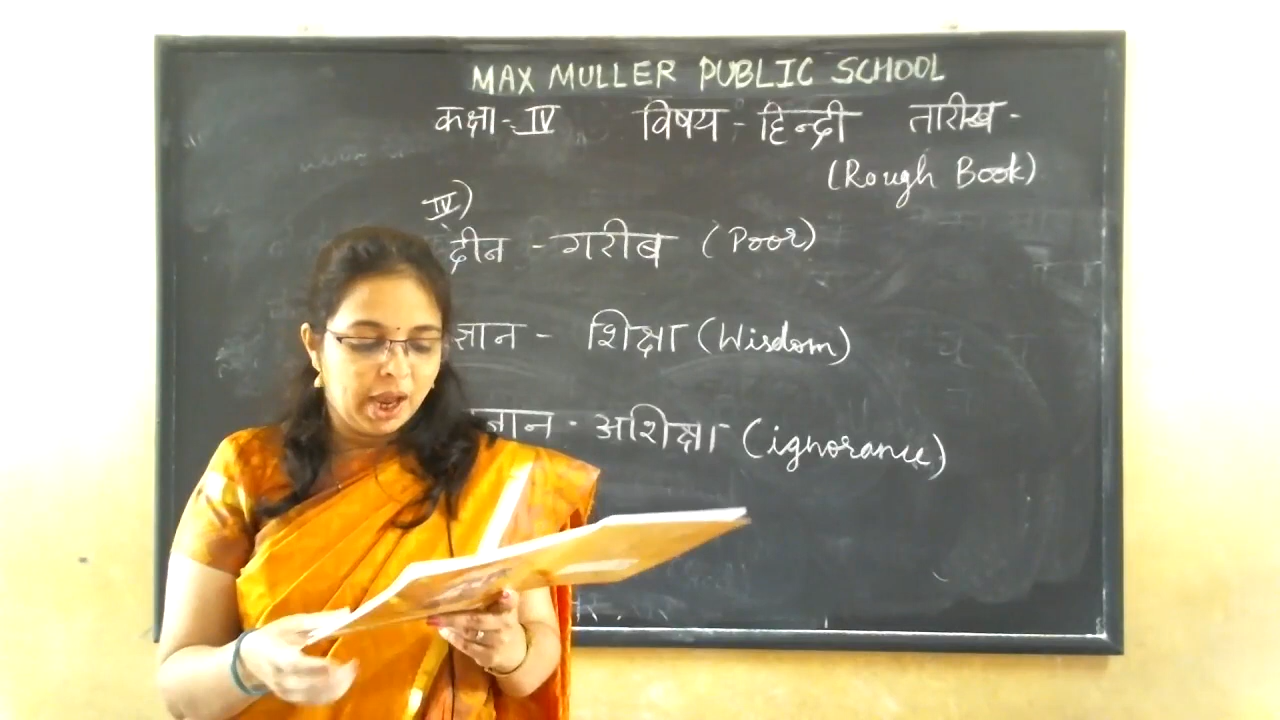 MAX MULLER PUBLIC SCHOOL
कक्षा - IV विषय - हिन्दी तारीख -
(Rough Book)
IV)
दीन - गरीब (Poor)
ज्ञान - शिक्षा (Wisdom)
- अशिक्षा (ignorance)